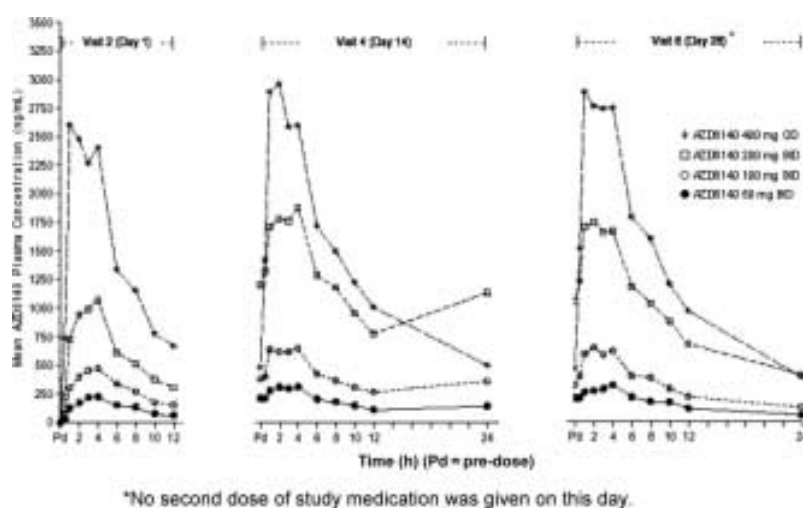 3500
3250
3000
2750
2500
2250
2000
1750
1500
1250
1000
750
500
250
0
Mean AZD6140 Plasma Concentration (ng/mL)
Visit 2 (Day 1)
Visit 4 (Day 14)
Visit 6 (Day 28) *
AZD6140 400 mg OD
AZD6140 200 mg BID
AZD6140 100 mg BID
AZD6140 50 mg BID
Pd 2 4 6 8 10 12
Pd 2 4 6 8 10 12 24
Pd 2 4 6 8 10 12
Time (h) (Pd = pre-dose)
*No second dose of study medication was given on this day.